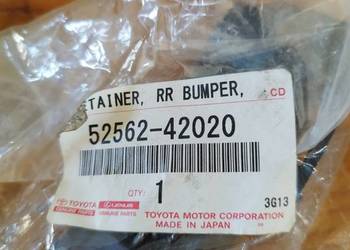 TAINER, RR BUMPER,
CD
52562-42020
QTY:
1
3G13
TOYOTA LEXUS
GENUINE PARTS GENUINE PARTS
TOYOTA MOTOR CORPORATION
MADE IN JAPAN